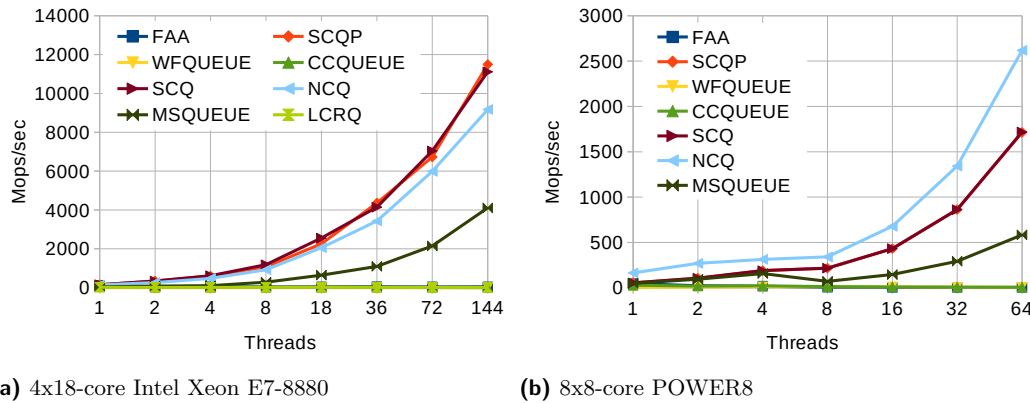 14000
12000
10000
8000
6000
4000
2000
0
Mops/sec
FAA SCQP
WFQUEUE CCQUEUE
SCQ NCQ
MSQUEUE LCRQ
1 2 4 8 18 36 72 144
Threads
a) 4x18-core Intel Xeon E7-8880
3000
2500
2000
1500
1000
500
0
Mops/sec
FAA
SCQP
WFQUEUE
CCQUEUE
SCQ
NCQ
MSQUEUE
1 2 4 8 16 32 64
Threads
(b) 8x8-core POWER8